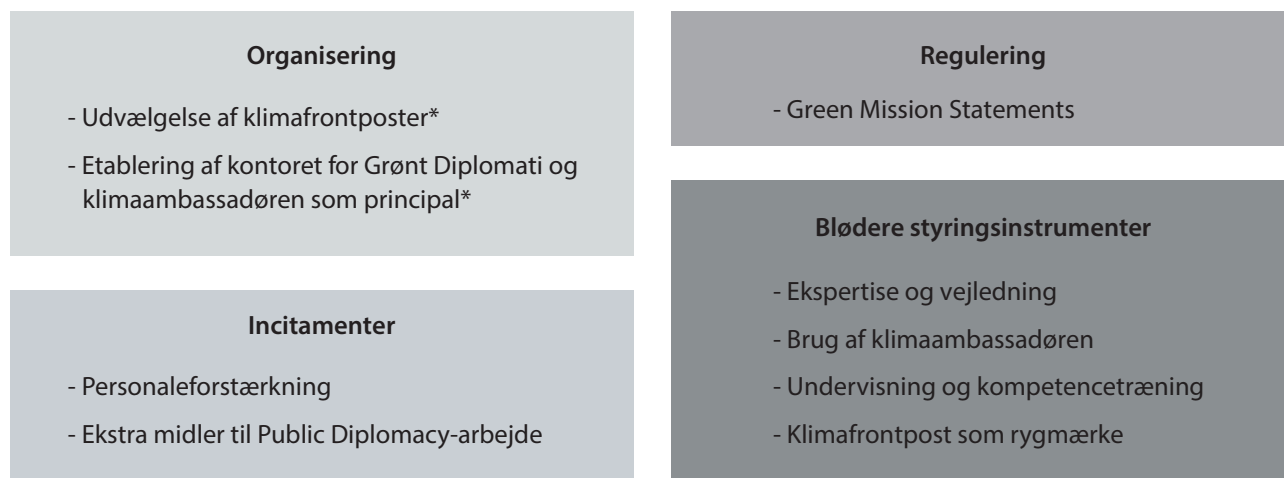 Organisering
- Udvælgelse af klimafrontposter*
- Etablering af kontoret for Grønt Diplomati og
klimaambassadøren som principal*
Incitamenter
- Personaleforstærkning
- Ekstra midler til Public Diplomacy-arbejde
Regulering
- Green Mission Statements
Blødere styringsinstrumenter
- Ekspertise og vejledning
- Brug af klimaambassadøren
- Undervisning og kompetencetræning
- Klimafrontpost som rygmærke